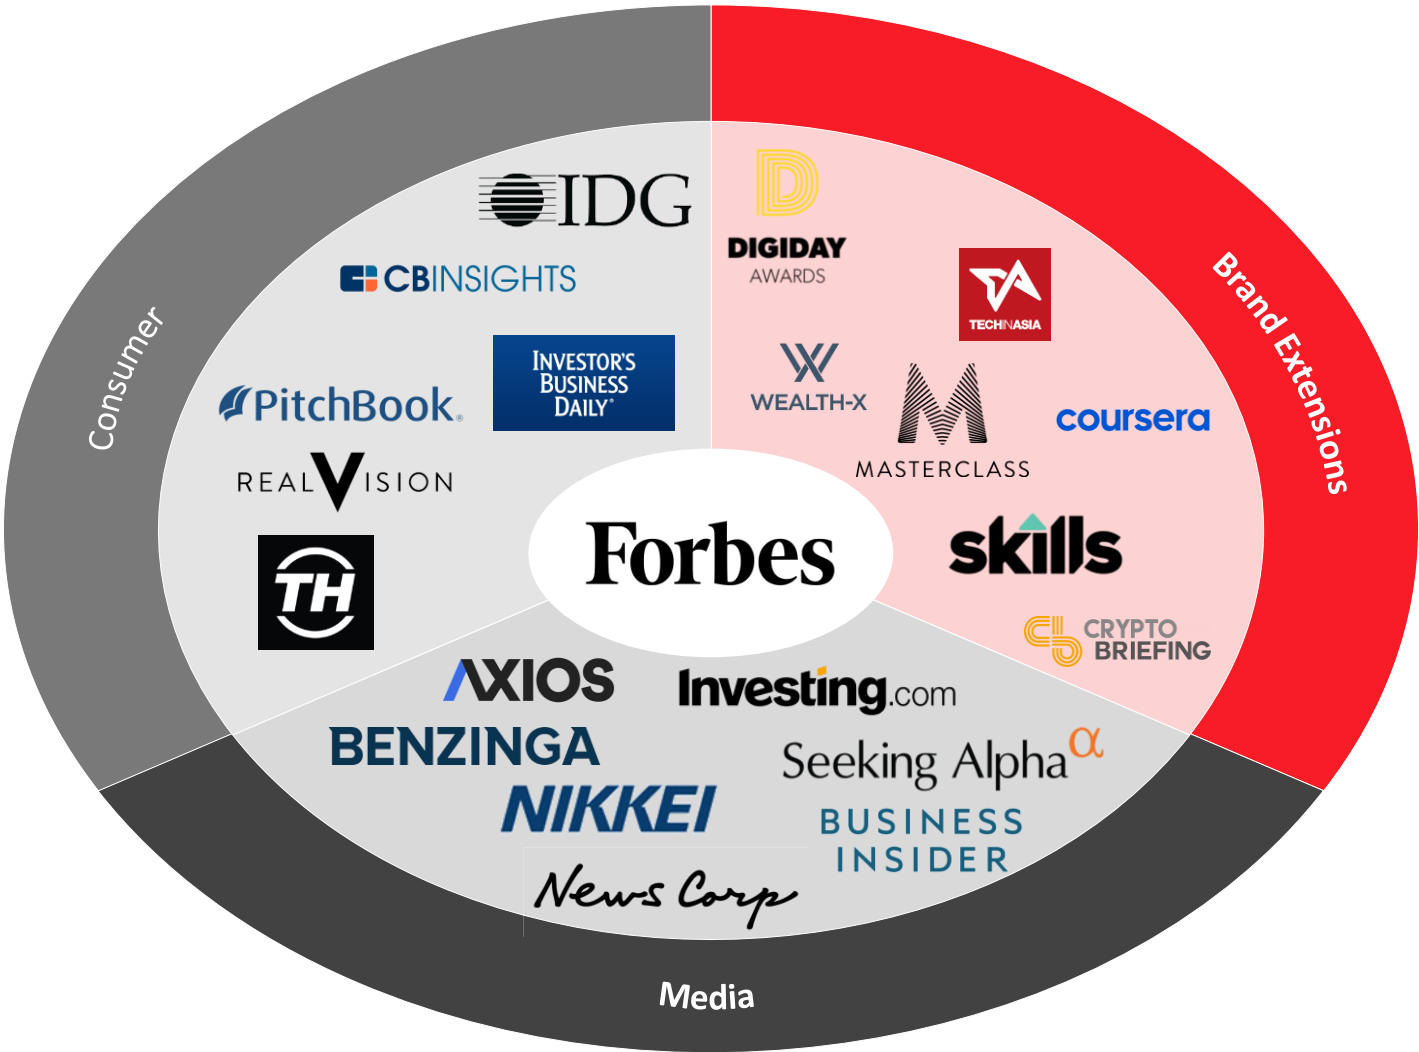 Consumer
IDG
CBINSIGHTS
INVESTOR'S
BUSINESS
DAILY®
PitchBook®
REALVISION
TH
Brand Extensions
D
DIGIDAY
AWARDS
TECHINASIA
WEALTH-X
M
MASTERCLASS
coursera
skills
CRYPTO
BRIEFING
Forbes
AXIOS
Investing.com
BENZINGA
Seeking Alpha α
NIKKEI
BUSINESS
INSIDER
News Corp
Media